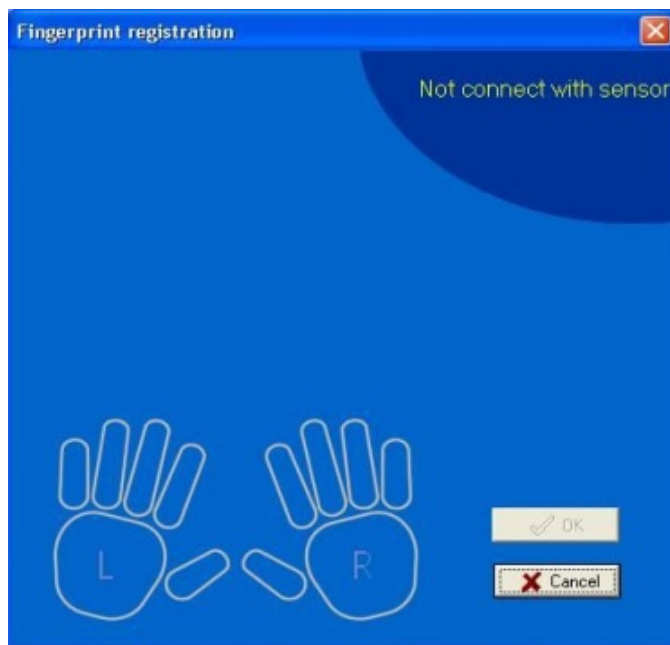 Fingerprint registration
Not connect with sensor
L
R
OK
Cancel